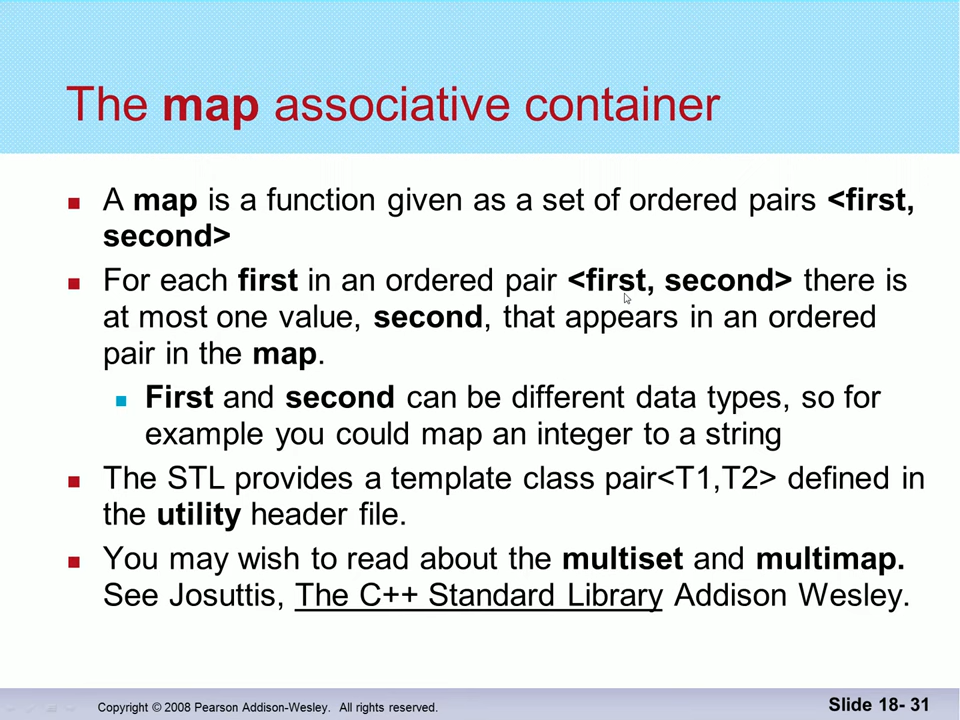 The map associative container
A map is a function given as a set of ordered pairs <first,
second>
For each first in an ordered pair <first, second> there is
at most one value, second, that appears in an ordered
pair in the map.
First and second can be different data types, so for
example you could map an integer to a string
The STL provides a template class pair<T1,T2> defined in
the utility header file.
You may wish to read about the multiset and multimap.
See Josuttis, The C++ Standard Library Addison Wesley.
Copyright © 2008 Pearson Addison-Wesley. All rights reserved.
Slide 18- 31